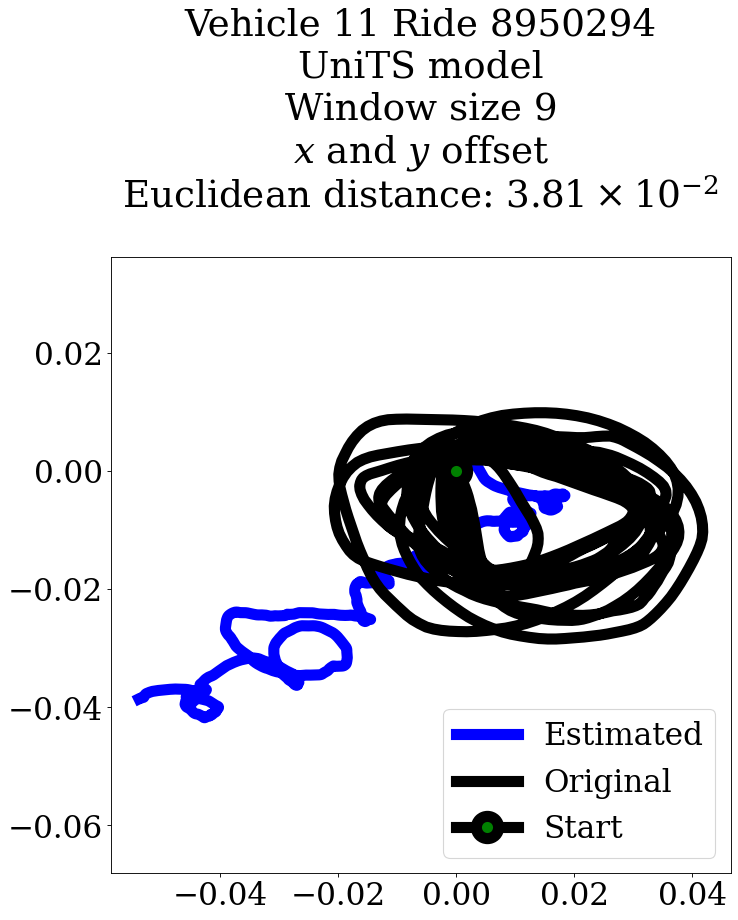 Vehicle 11 Ride 8950294
UniTS model
Window size 9
x and y offset
Euclidean distance: 3.81 × 10⁻²
0.02
0.00
−0.02
−0.04
−0.06
−0.04 −0.02 0.00 0.02 0.04
Estimated
Original
Start